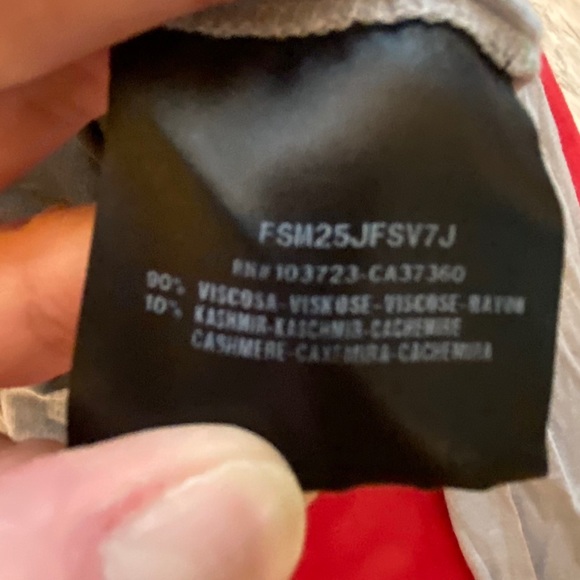 FSM25JFSV7J
RN# 103723-CA37360
90% VISCOSA-VISKOSE-VISCOSE-RAYON
10% KASHMIR-KASCHMIR-CACHEMIRE
CASHMERE-CAXEMIRA-CACHEMIRA